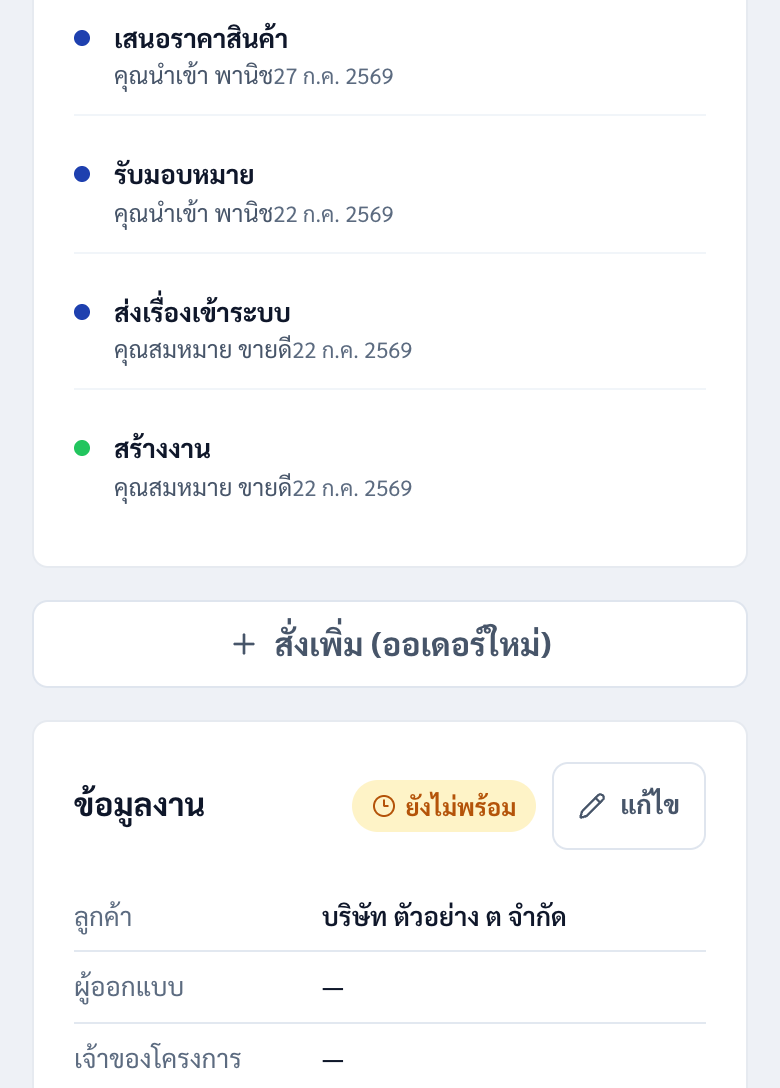 เสนอราคาสินค้า
คุณนำเข้า พานิช27 ก.ค. 2569
รับมอบหมาย
คุณนำเข้า พานิช22 ก.ค. 2569
ส่งเรื่องเข้าระบบ
คุณสมหมาย ขายดี22 ก.ค. 2569
สร้างงาน
คุณสมหมาย ขายดี22 ก.ค. 2569
+ สั่งเพิ่ม (ออเดอร์ใหม่)
ข้อมูลงาน ยังไม่พร้อม แก้ไข
ลูกค้า บริษัท ตัวอย่าง ต จำกัด
ผู้ออกแบบ —
เจ้าของโครงการ —